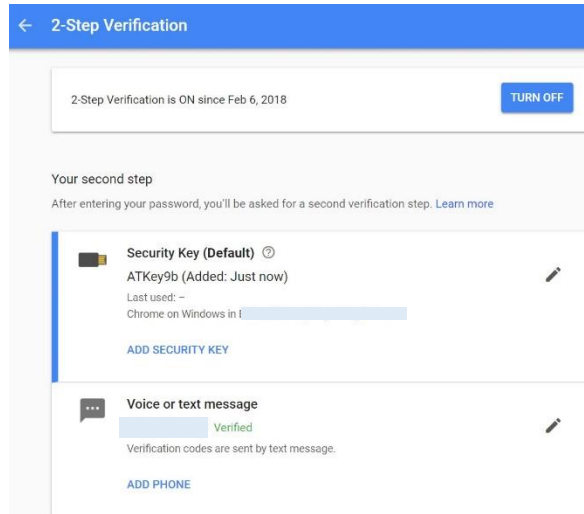 2-Step Verification
2-Step Verification is ON since Feb 6, 2018
TURN OFF
Your second step
After entering your password, you'll be asked for a second verification step. Learn more
Security Key (Default)
ATKey9b (Added: Just now)
Last used: –
Chrome on Windows in
ADD SECURITY KEY
Voice or text message
Verified
Verification codes are sent by text message.
ADD PHONE